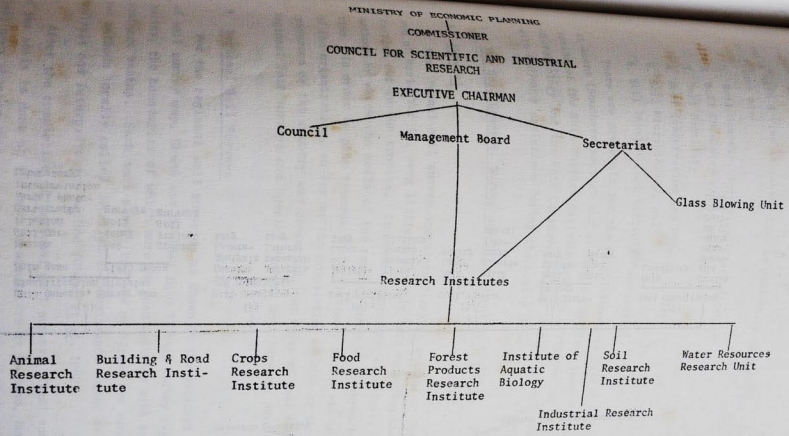 MINISTRY OF ECONOMIC PLANNING
COMMISSIONER
COUNCIL FOR SCIENTIFIC AND INDUSTRIAL
RESEARCH
EXECUTIVE CHAIRMAN
Council
Management Board
Secretariat
Glass Blowing Unit
Research Institutes
Animal
Research
Institute
Building & Road
Research Insti-
tute
Crops
Research
Institute
Food
Research
Institute
Forest
Products
Research
Institute
Institute of
Aquatic
Biology
Industrial Research
Institute
Soil
Research
Institute
Water Resources
Research Unit